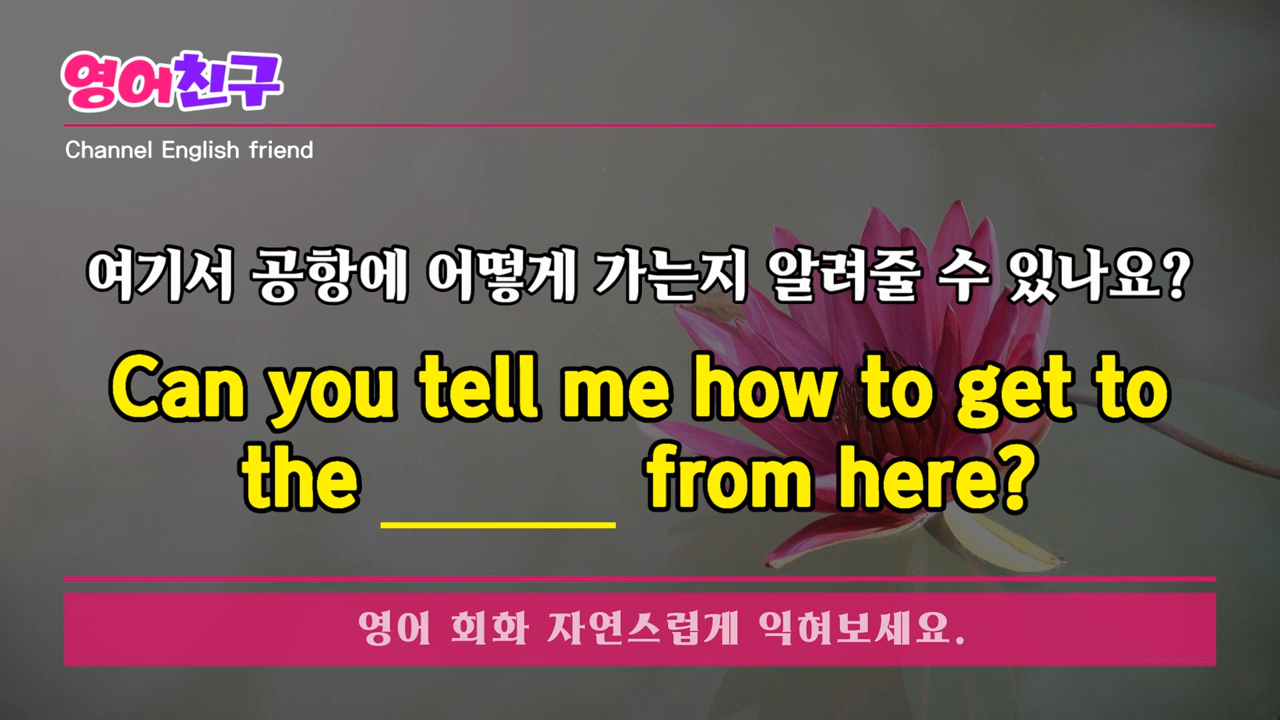 영어친구
Channel English friend
여기서 공항에 어떻게 가는지 알려줄 수 있나요?
Can you tell me how to get to
the ______ from here?
영어 회화 자연스럽게 익혀보세요.